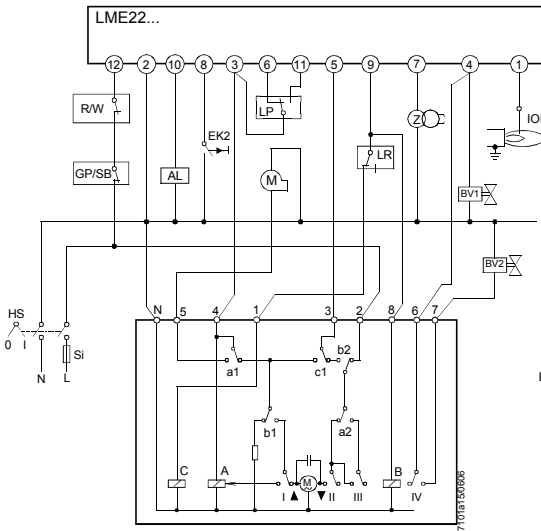 LME22...
12 2 10 8 3 6 11 5 9 7 4 1
R/W
LP
Z
EK2
LR
GP/SB
AL
M
BV1
BV2
HS
0 I
Si
N L
N 5 4 1 3 2 8 6 7
a1 c1 b2
b1 a2
C A I M II III B IV
7101a15/0606